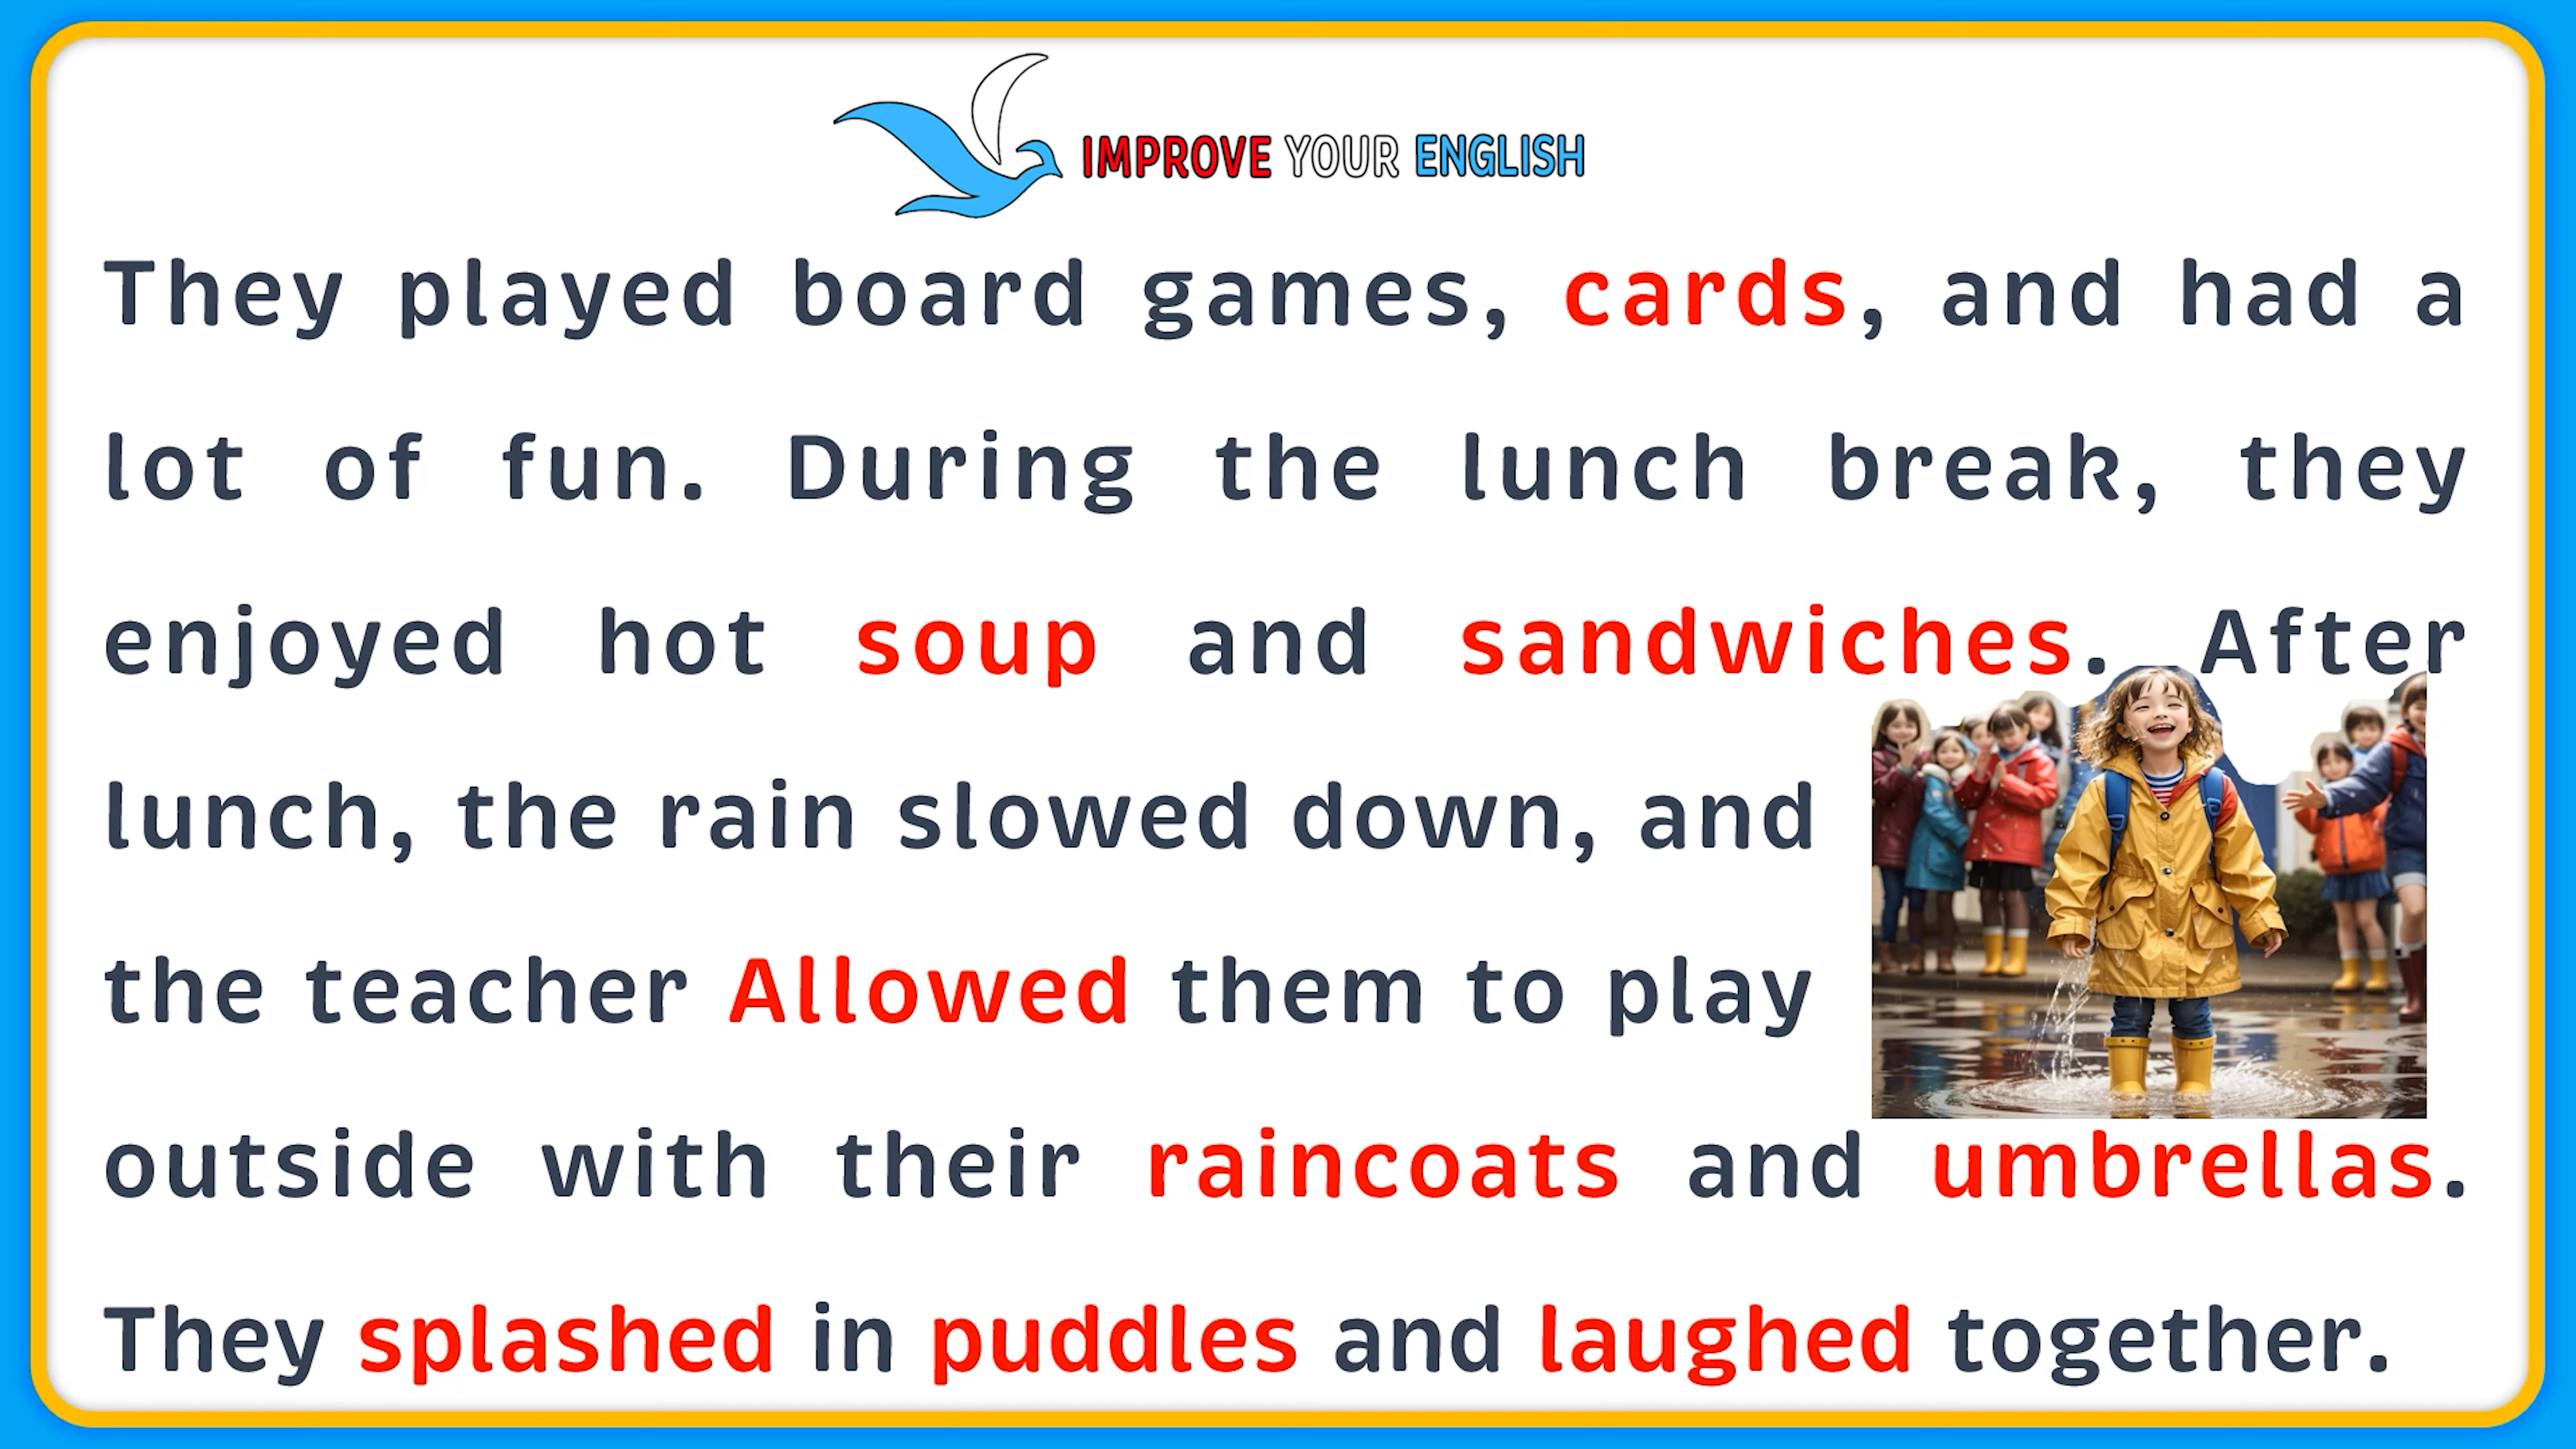 IMPROVE YOUR ENGLISH
They played board games, cards, and had a
lot of fun. During the lunch break, they
enjoyed hot soup and sandwiches. After
lunch, the rain slowed down, and
the teacher Allowed them to play
outside with their raincoats and umbrellas.
They splashed in puddles and laughed together.